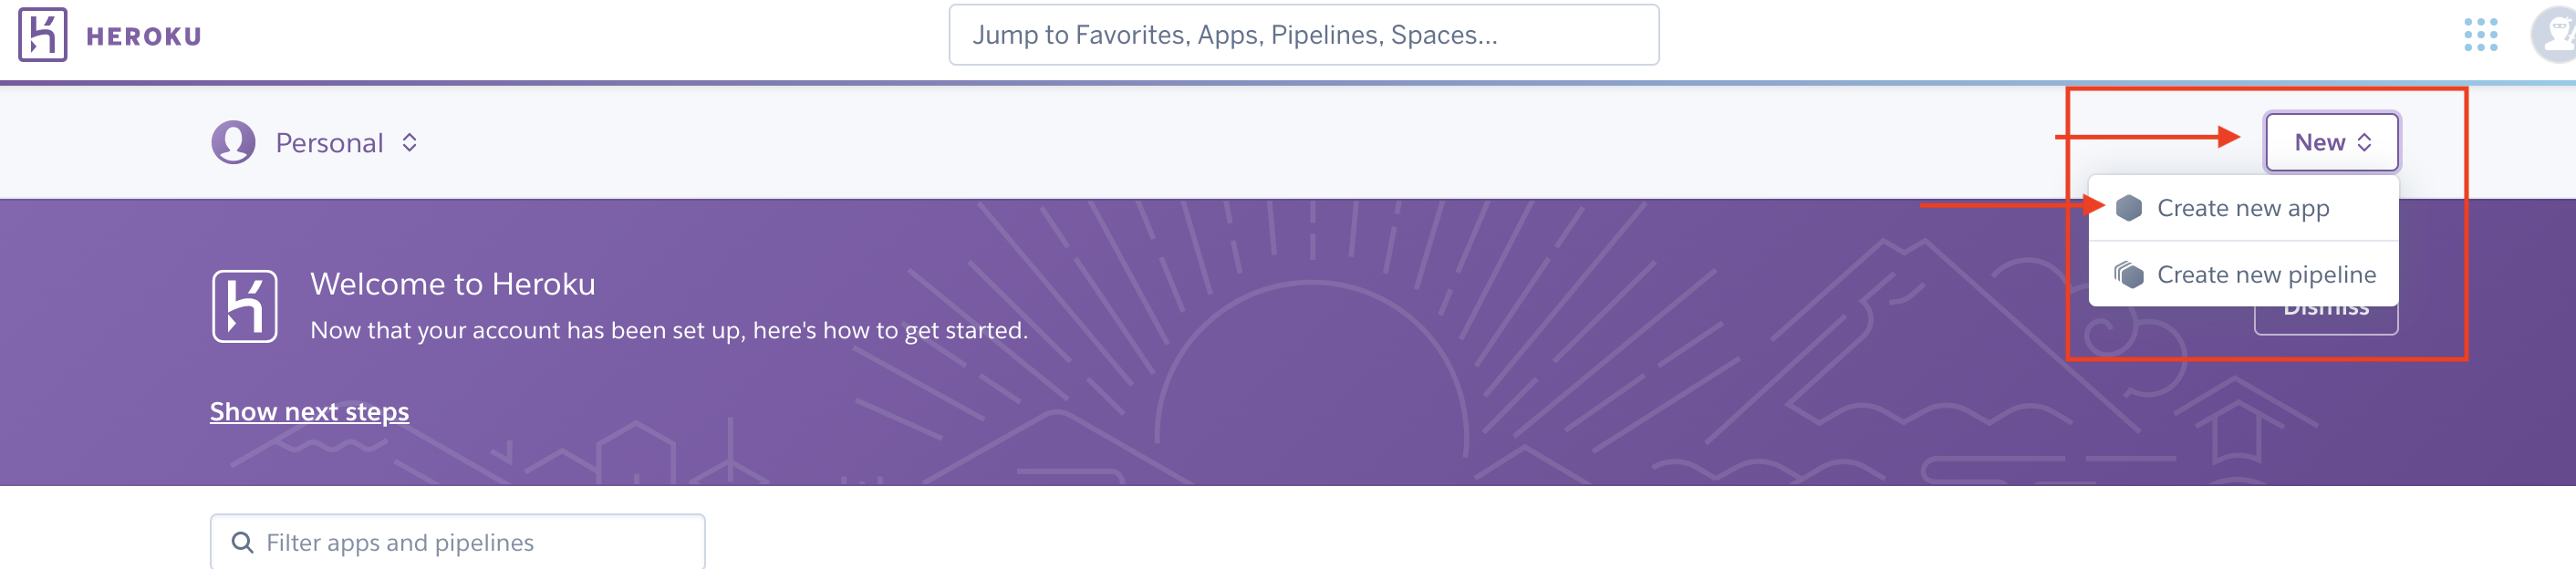 HEROKU
Jump to Favorites, Apps, Pipelines, Spaces...
Personal
New
Create new app
Create new pipeline
Dismiss
Welcome to Heroku
Now that your account has been set up, here's how to get started.
Show next steps
Filter apps and pipelines